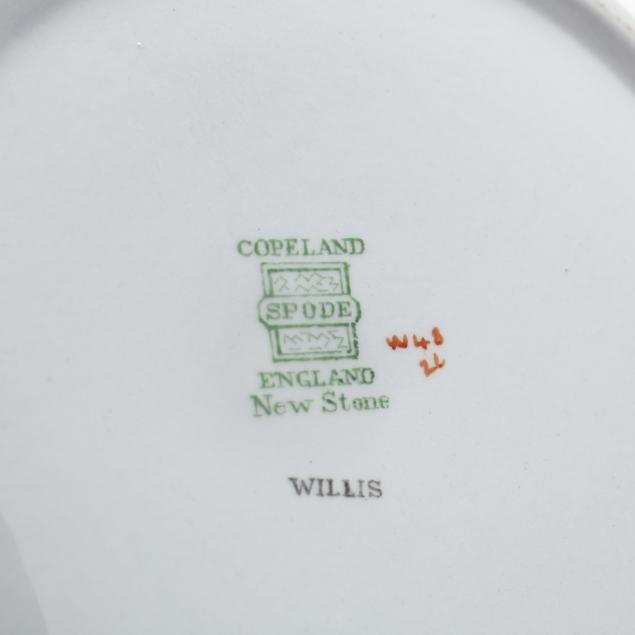 COPELAND
SPODE
ENGLAND
New Stone
W48
WILLIS